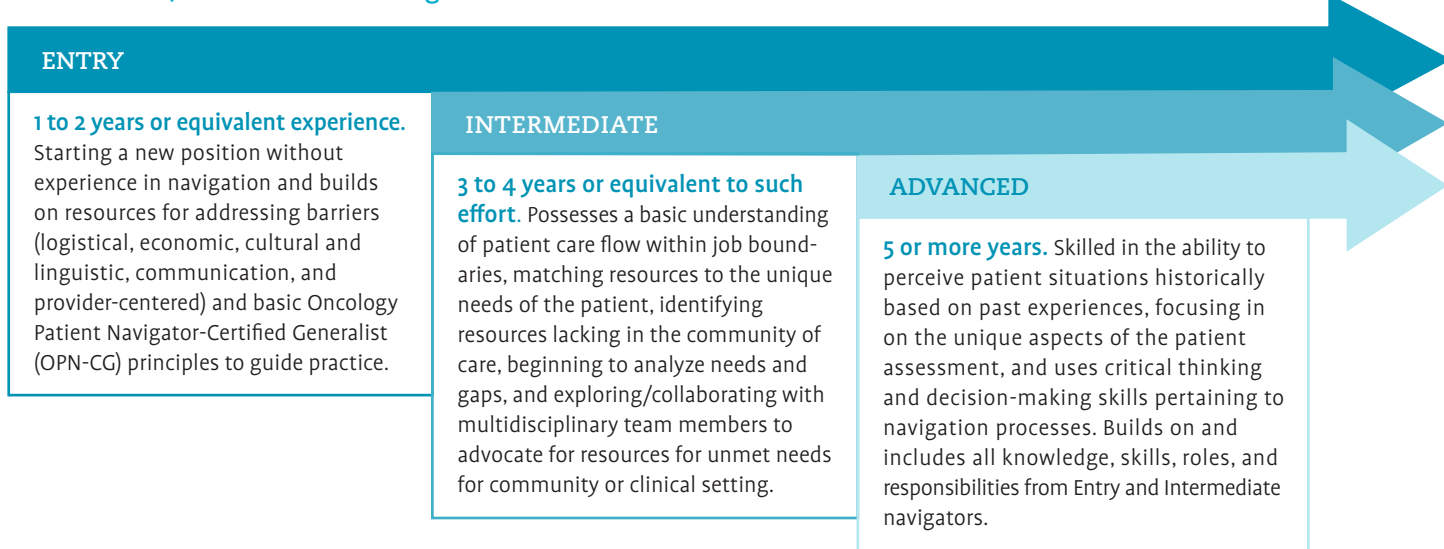 ENTRY
1 to 2 years or equivalent experience.
Starting a new position without
experience in navigation and builds
on resources for addressing barriers
(logistical, economic, cultural and
linguistic, communication, and
provider-centered) and basic Oncology
Patient Navigator-Certified Generalist
(OPN-CG) principles to guide practice.
INTERMEDIATE
3 to 4 years or equivalent to such
effort. Possesses a basic understanding
of patient care flow within job bound-
aries, matching resources to the unique
needs of the patient, identifying
resources lacking in the community of
care, beginning to analyze needs and
gaps, and exploring/collaborating with
multidisciplinary team members to
advocate for resources for unmet needs
for community or clinical setting.
ADVANCED
5 or more years. Skilled in the ability to
perceive patient situations historically
based on past experiences, focusing in
on the unique aspects of the patient
assessment, and uses critical thinking
and decision-making skills pertaining to
navigation processes. Builds on and
includes all knowledge, skills, roles, and
responsibilities from Entry and Intermediate
navigators.